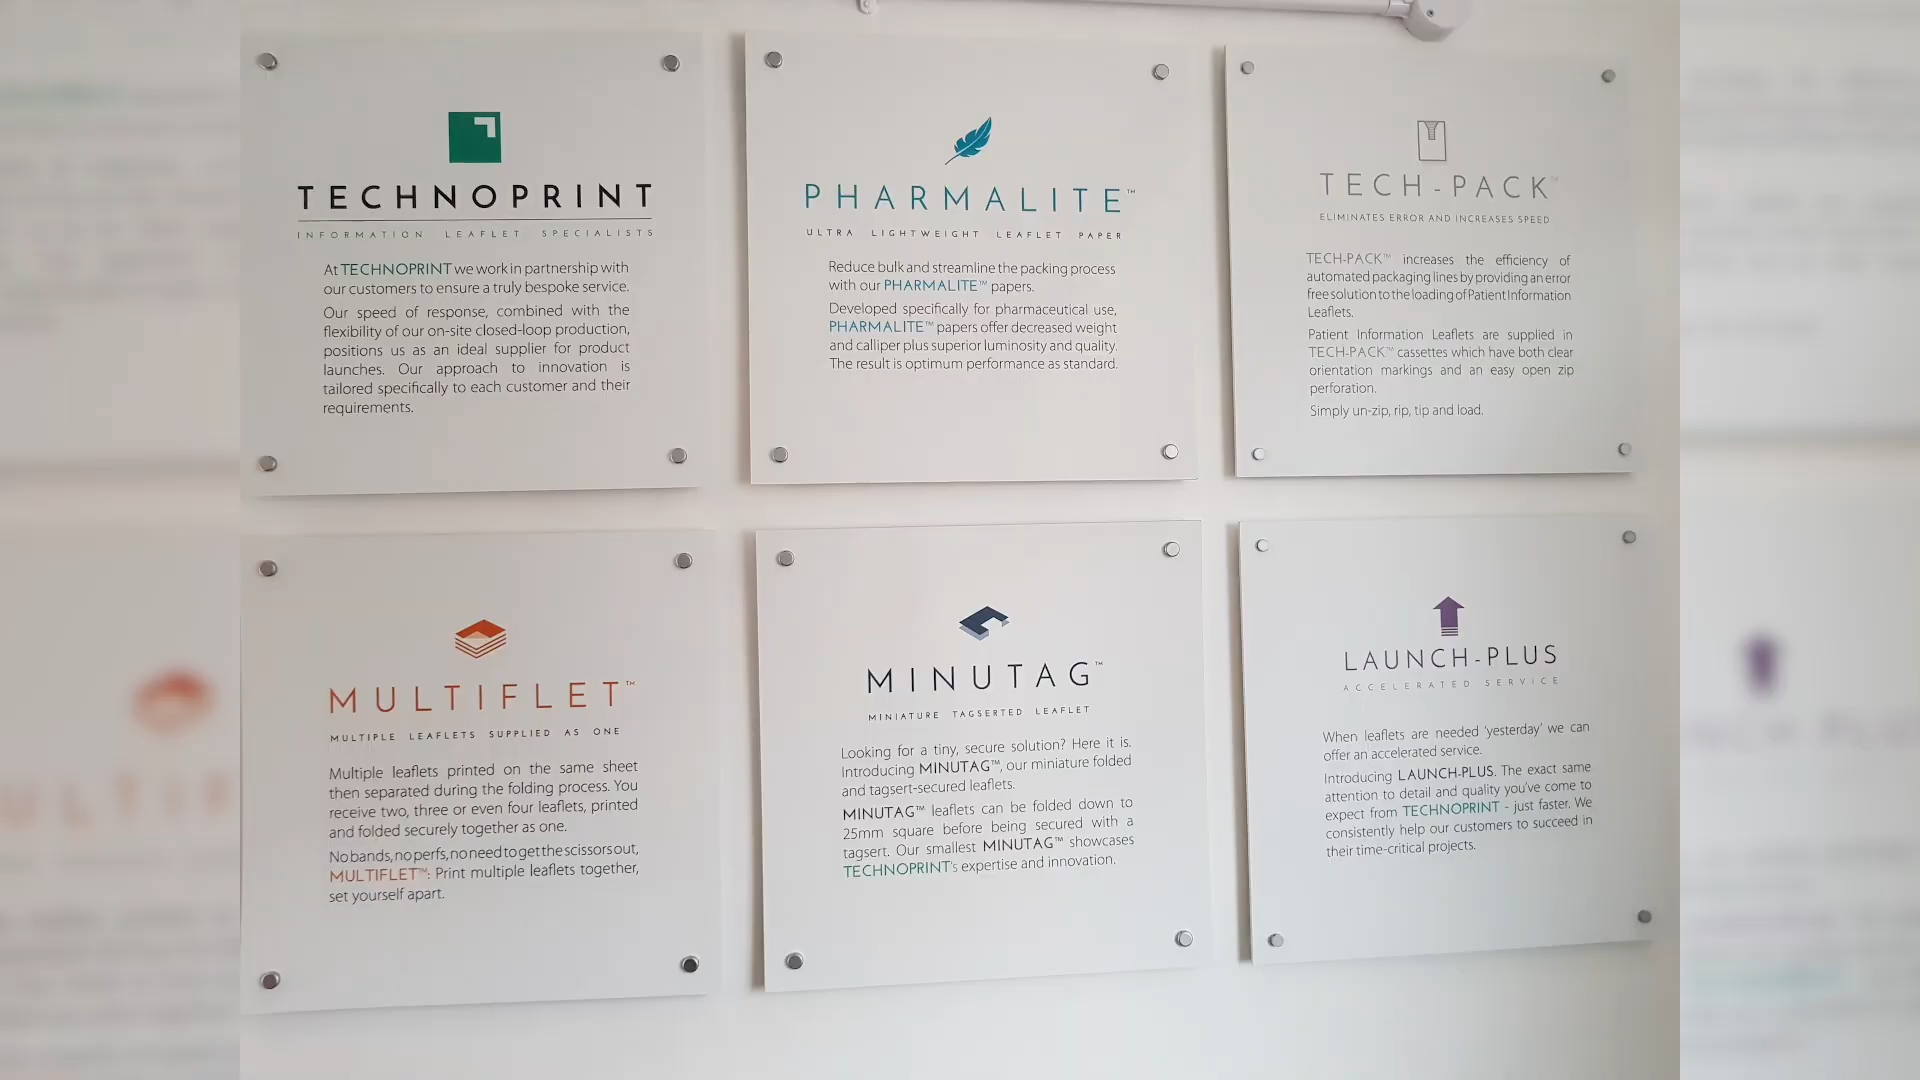 TECHNOPRINT
INFORMATION LEAFLET SPECIALISTS
At TECHNOPRINT we work in partnership with
our customers to ensure a truly bespoke service.
Our speed of response, combined with the
flexibility of our on-site closed-loop production,
positions us as an ideal supplier for product
launches. Our approach to innovation is
tailored specifically to each customer and their
requirements.
PHARMALITE™
ULTRA LIGHTWEIGHT LEAFLET PAPER
Reduce bulk and streamline the packing process
with our PHARMALITE™ papers.
Developed specifically for pharmaceutical use,
PHARMALITE™ papers offer decreased weight
and calliper plus superior luminosity and quality.
The result is optimum performance as standard.
TECH-PACK™
ELIMINATES ERROR AND INCREASES SPEED
TECH-PACK™ increases the efficiency of
automated packaging lines by providing an error
free solution to the loading of Patient Information
Leaflets.
Patient Information Leaflets are supplied in
TECH-PACK™ cassettes which have both clear
orientation markings and an easy open zip
perforation.
Simply un-zip, rip, tip and load.
MULTIFLET™
MULTIPLE LEAFLETS SUPPLIED AS ONE
Multiple leaflets printed on the same sheet
then separated during the folding process. You
receive two, three or even four leaflets, printed
and folded securely together as one.
No bands, no perfs, no need to get the scissors out,
MULTIFLET™: Print multiple leaflets together,
set yourself apart.
MINUTAG™
MINIATURE TAGSERTED LEAFLET
Looking for a tiny, secure solution? Here it is.
Introducing MINUTAG™, our miniature folded
and tagsert-secured leaflets.
MINUTAG™ leaflets can be folded down to
25mm square before being secured with a
tagsert. Our smallest MINUTAG™ showcases
TECHNOPRINT's expertise and innovation.
LAUNCH-PLUS
ACCELERATED SERVICE
When leaflets are needed 'yesterday' we can
offer an accelerated service.
Introducing LAUNCH-PLUS. The exact same
attention to detail and quality you've come to
expect from TECHNOPRINT - just faster. We
consistently help our customers to succeed in
their time-critical projects.